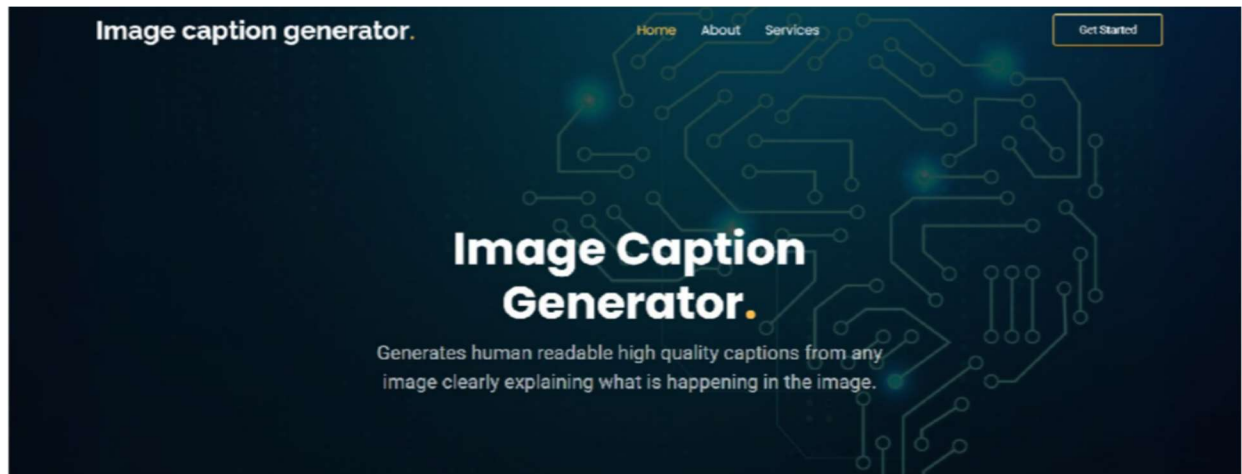 Image caption generator.
Home About Services
Get Started
Image Caption
Generator.
Generates human readable high quality captions from any
image clearly explaining what is happening in the image.